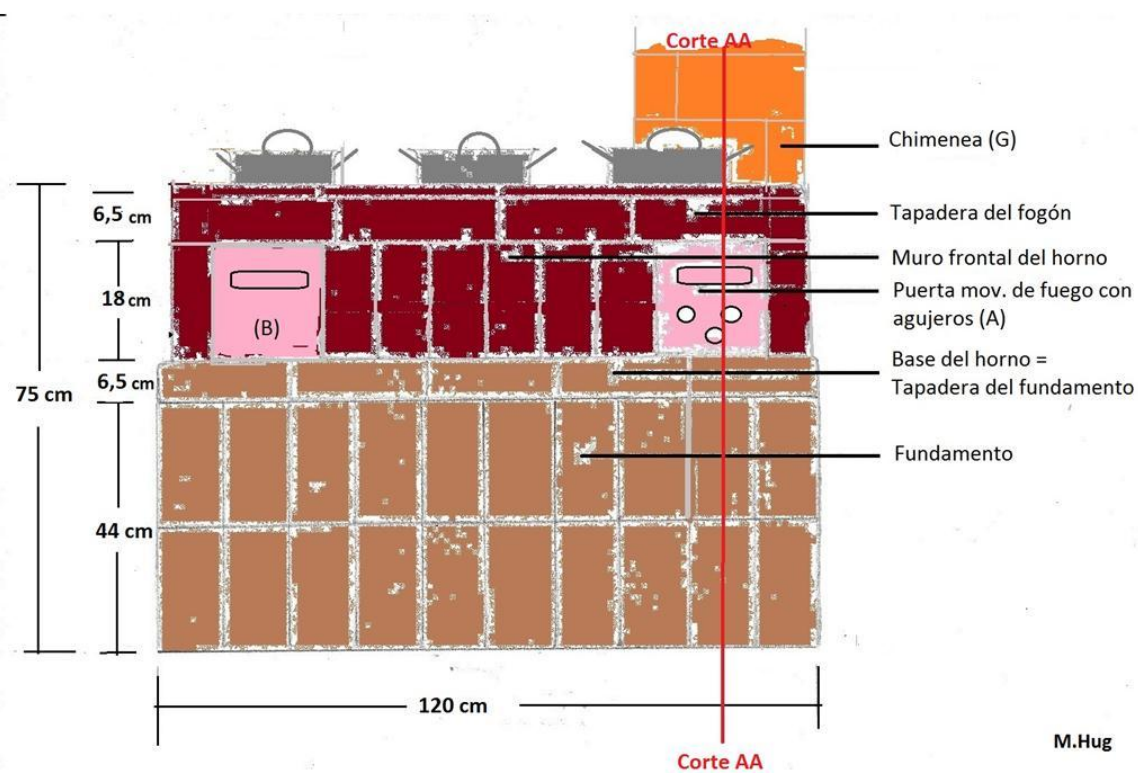 Corte AA
Chimenea (G)
6,5 cm
Tapadera del fogón
Muro frontal del horno
18 cm
Puerta mov. de fuego con
agujeros (A)
(B)
Base del horno =
Tapadera del fundamento
6,5 cm
75 cm
Fundamento
44 cm
120 cm
M.Hug
Corte AA